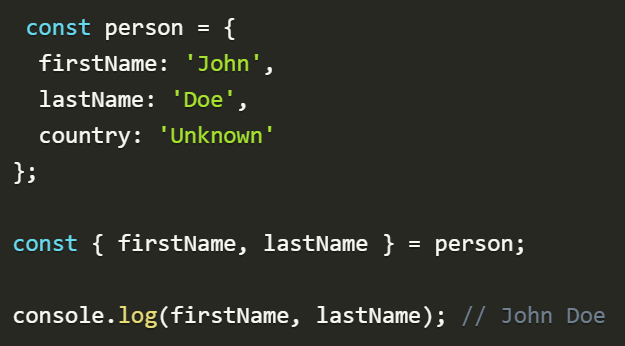 const person = {
  firstName: 'John',
  lastName: 'Doe',
  country: 'Unknown'
};

const { firstName, lastName } = person;

console.log(firstName, lastName); // John Doe